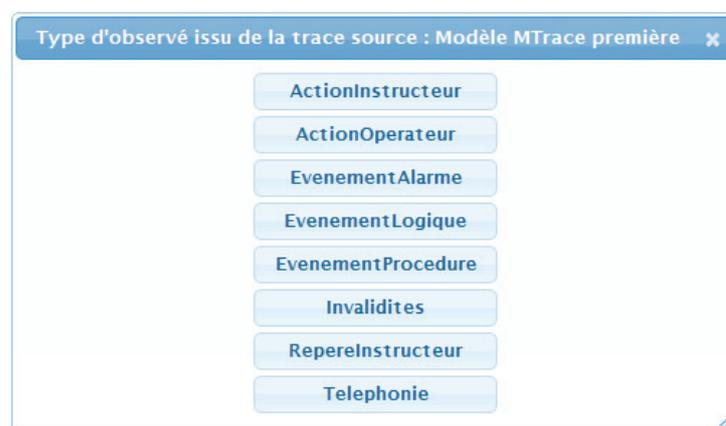 Type d'observé issu de la trace source : Modèle MTrace première
ActionInstructeur
ActionOperateur
EvenementAlarme
EvenementLogique
EvenementProcedure
Invalidites
RepereInstructeur
Telephonie